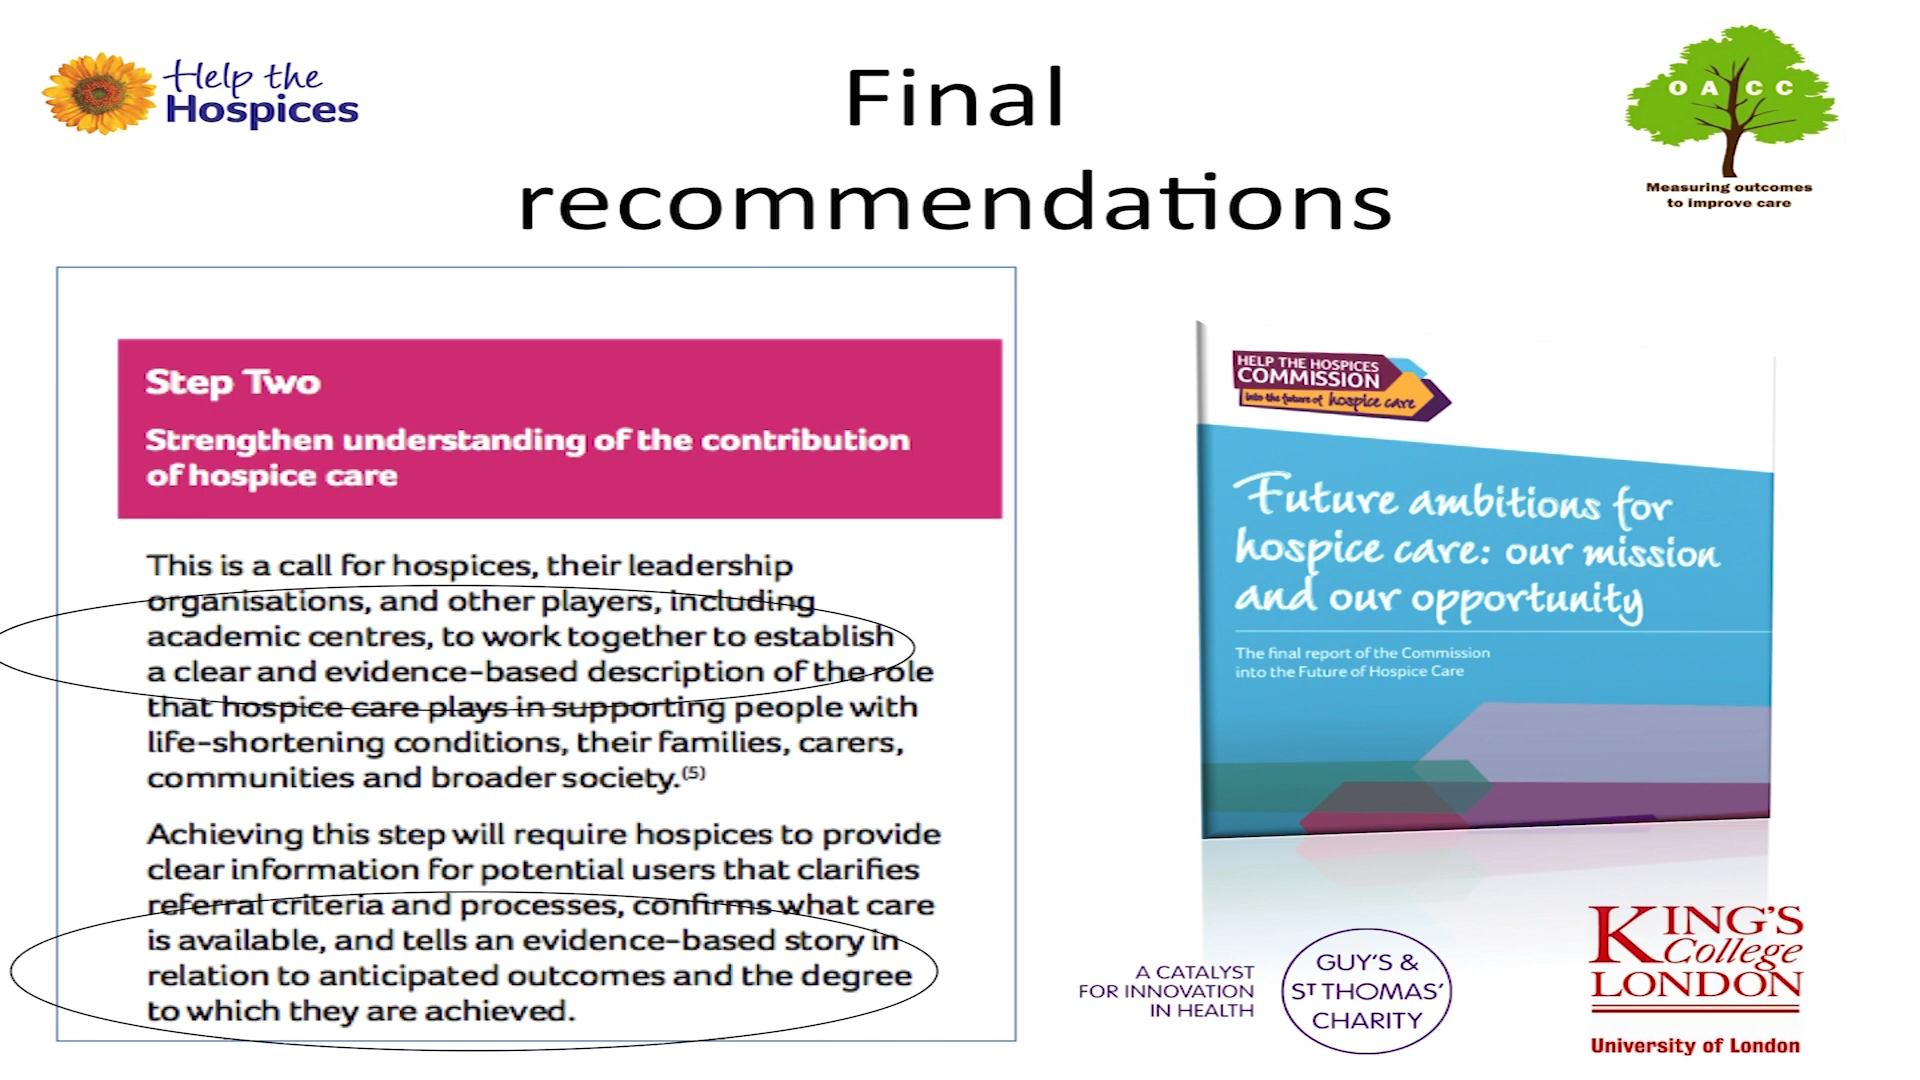 Help the
Hospices
Final
recommendations
OACC
Measuring outcomes
to improve care
Step Two
Strengthen understanding of the contribution
of hospice care
This is a call for hospices, their leadership
organisations, and other players, including
academic centres, to work together to establish
a clear and evidence-based description of the role
that hospice care plays in supporting people with
life-shortening conditions, their families, carers,
communities and broader society.(5)
Achieving this step will require hospices to provide
clear information for potential users that clarifies
referral criteria and processes, confirms what care
is available, and tells an evidence-based story in
relation to anticipated outcomes and the degree
to which they are achieved.
HELP THE HOSPICES
COMMISSION
into the future of hospice care
Future ambitions for
hospice care: our mission
and our opportunity
The final report of the Commission
into the Future of Hospice Care
A CATALYST
FOR INNOVATION
IN HEALTH
GUY'S &
ST THOMAS'
CHARITY
KING'S
College
LONDON
University of London